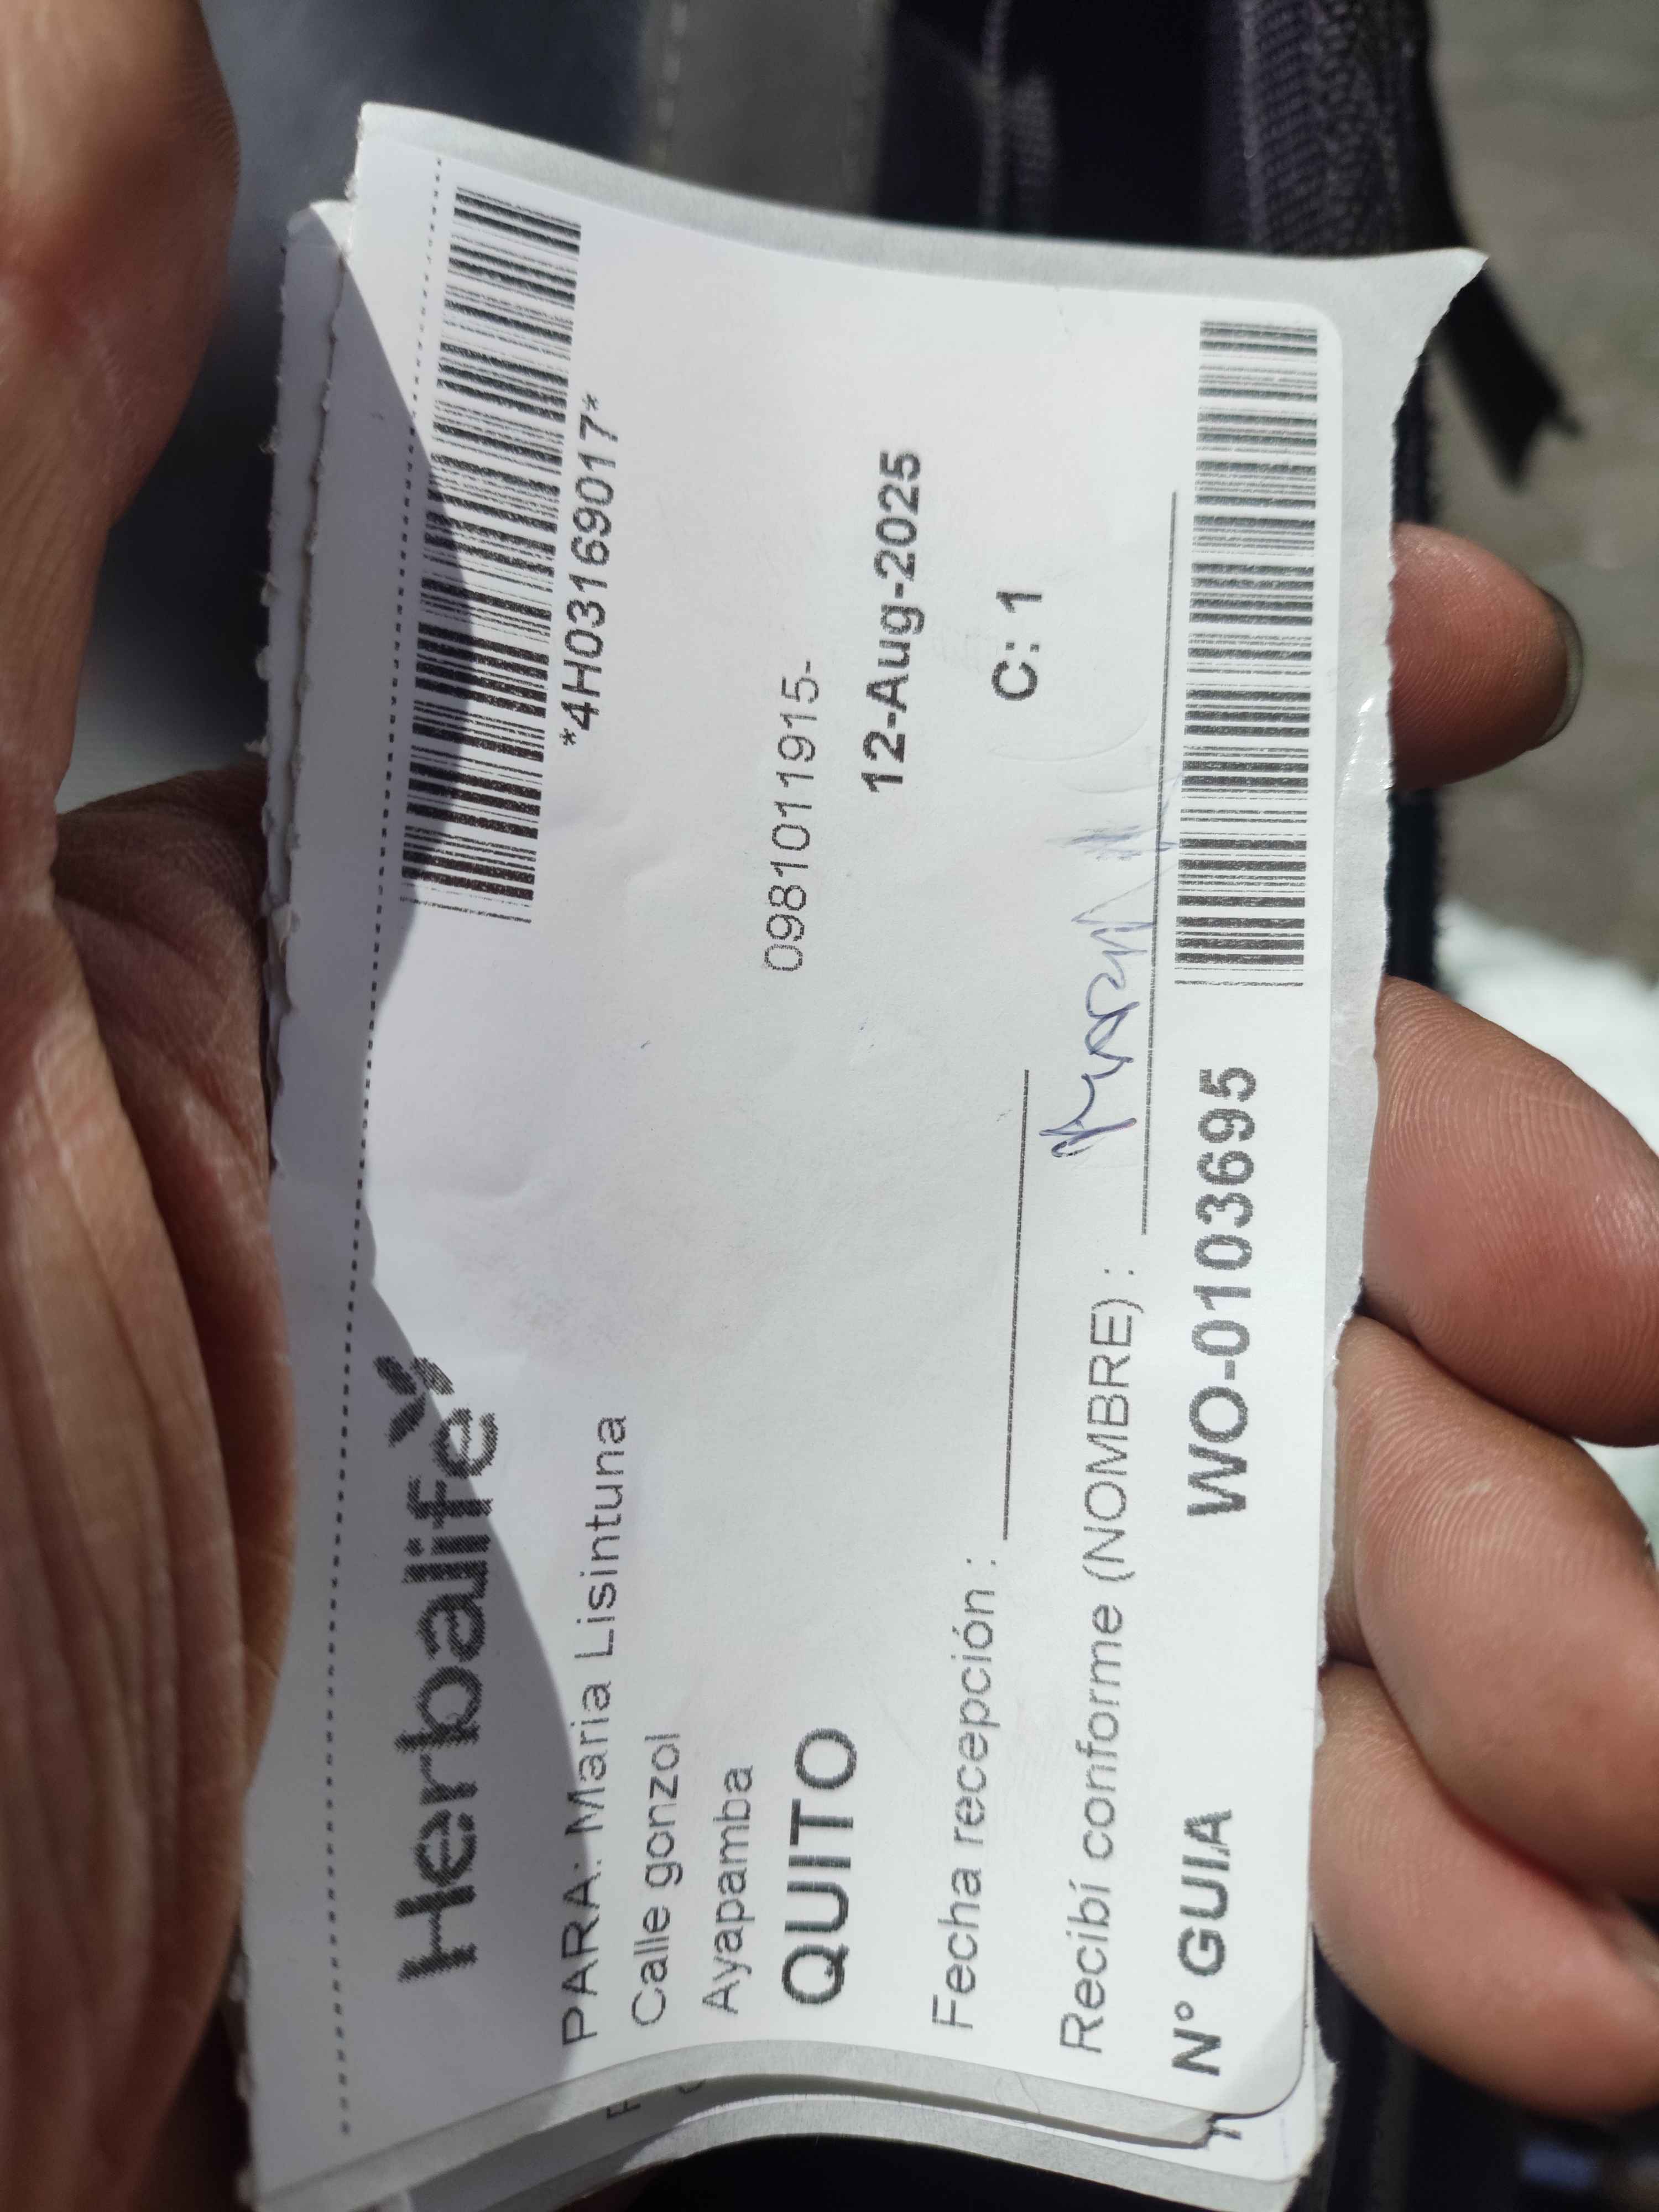 Herbalife
*4H03169017*
PARA: Maria Lisintuna
Calle gonzol
Ayapamba
QUITO
0981011915-
12-Aug-2025
Fecha recepción :
C: 1
Recibí conforme (NOMBRE) :
N° GUIA WO-0103695